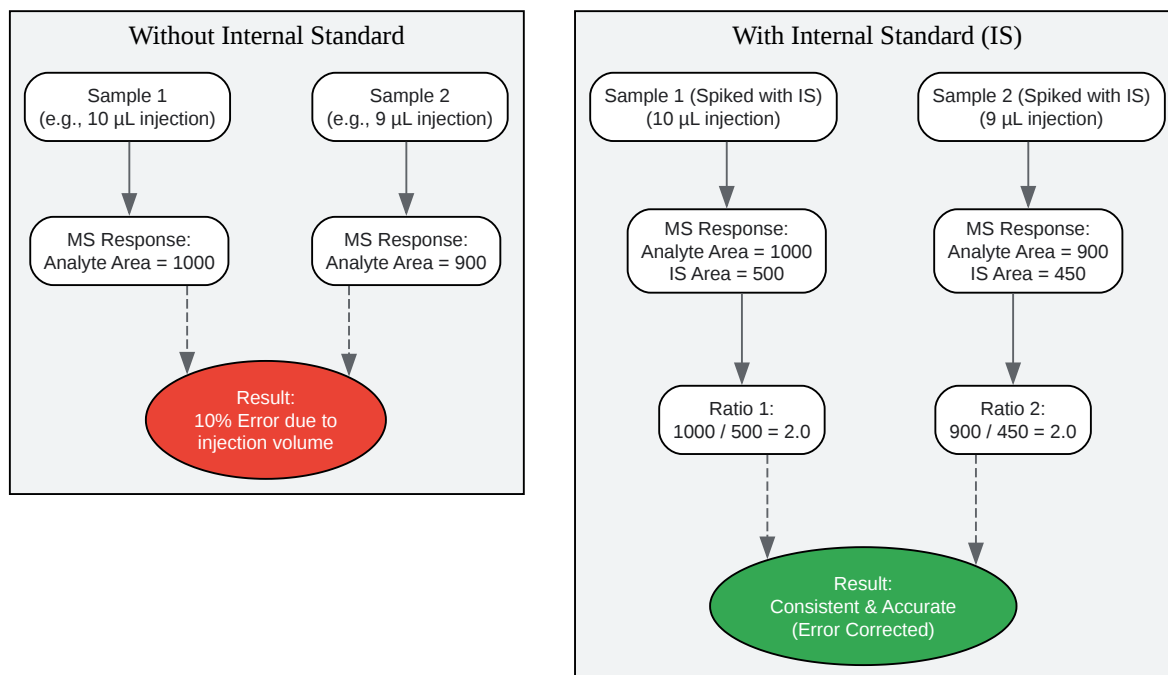 Without Internal Standard
Sample 1
(e.g., 10 µL injection)
Sample 2
(e.g., 9 µL injection)
MS Response:
Analyte Area = 1000
MS Response:
Analyte Area = 900
Result:
10% Error due to
injection volume
With Internal Standard (IS)
Sample 1 (Spiked with IS)
(10 µL injection)
Sample 2 (Spiked with IS)
(9 µL injection)
MS Response:
Analyte Area = 1000
IS Area = 500
MS Response:
Analyte Area = 900
IS Area = 450
Ratio 1:
1000 / 500 = 2.0
Ratio 2:
900 / 450 = 2.0
Result:
Consistent & Accurate
(Error Corrected)